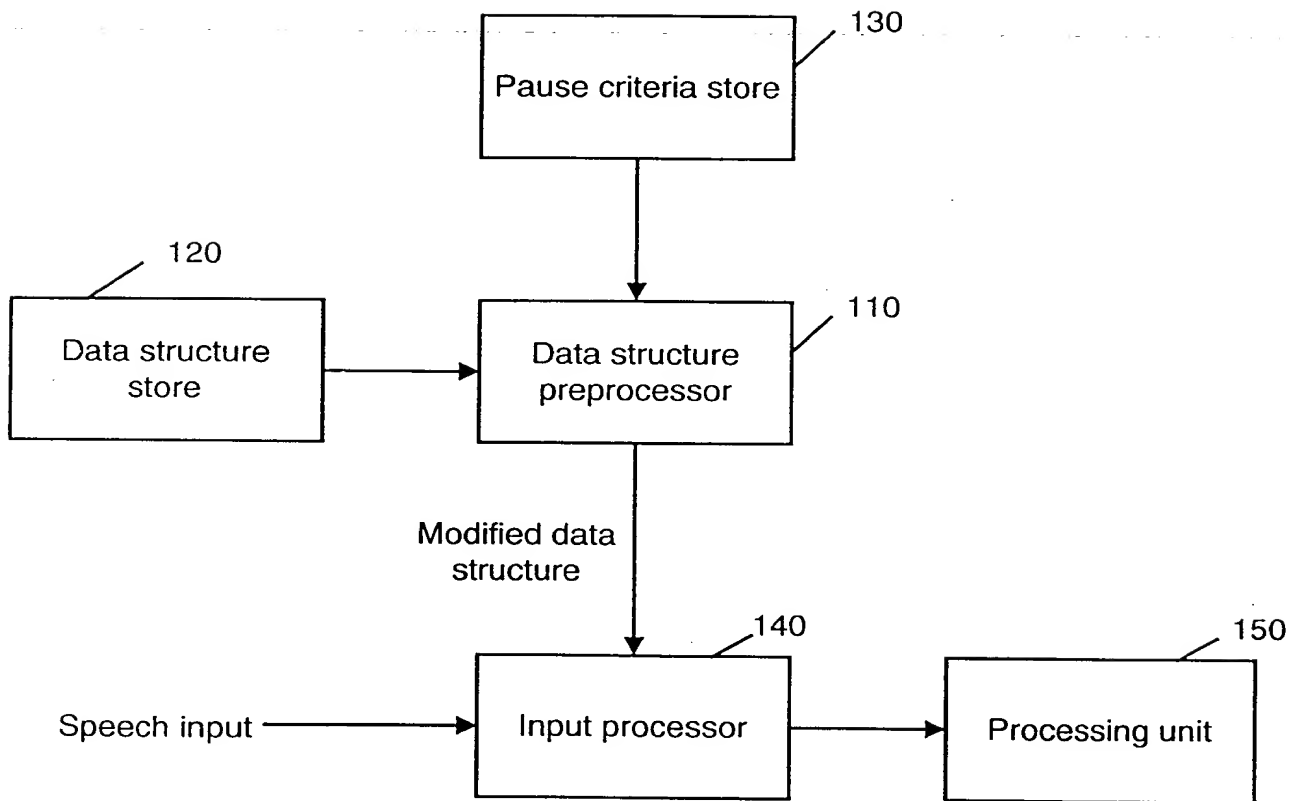 130
Pause criteria store
120
110
Data structure
store
Data structure
preprocessor
Modified data
structure
140
150
Speech input
Input processor
Processing unit